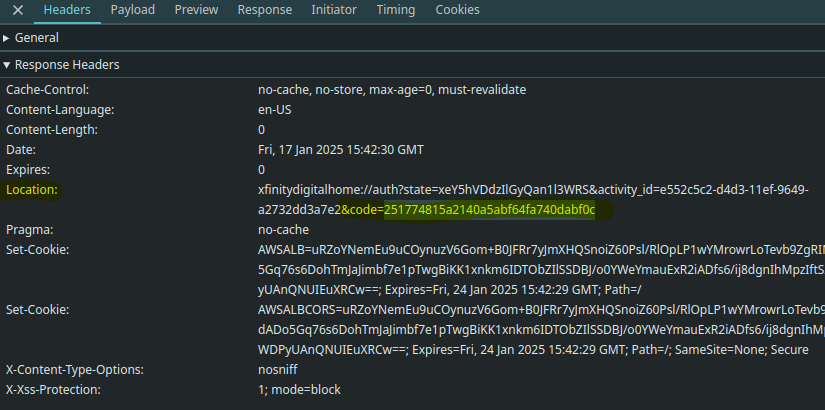 Headers Payload Preview Response Initiator Timing Cookies
General
Response Headers
Cache-Control: no-cache, no-store, max-age=0, must-revalidate
Content-Language: en-US
Content-Length: 0
Date: Fri, 17 Jan 2025 15:42:30 GMT
Expires: 0
Location: xfinitydigitalhome://auth?state=xeY5hVDdzIlGyQan1l3WRS&activity_id=e552c5c2-d4d3-11ef-9649-
a2732dd3a7e2&code=251774815a2140a5abf64fa740dabf0c
Pragma: no-cache
Set-Cookie: AWSALB=uRZoYNemEu9uCOynuzV6Gom+B0JFRr7yJmXHQSnoiZ60Psl/RlOpLP1wYMrowrLoTevb9ZgRIN
5Gq76s6DohTmJaJimbf7e1pTwgBiKK1xnkm6IDTObZIlSSDBJ/o0YWeYmauExR2iADfs6/ij8dgnIhMpzIftS
yUAnQNUIEuXRCw==; Expires=Fri, 24 Jan 2025 15:42:29 GMT; Path=/
Set-Cookie: AWSALBCORS=uRZoYNemEu9uCOynuzV6Gom+B0JFRr7yJmXHQSnoiZ60Psl/RlOpLP1wYMrowrLoTevb9
dADo5Gq76s6DohTmJaJimbf7e1pTwgBiKK1xnkm6IDTObZIlSSDBJ/o0YWeYmauExR2iADfs6/ij8dgnIhM
WDPyUAnQNUIEuXRCw==; Expires=Fri, 24 Jan 2025 15:42:29 GMT; Path=/; SameSite=None; Secure
X-Content-Type-Options: nosniff
X-Xss-Protection: 1; mode=block